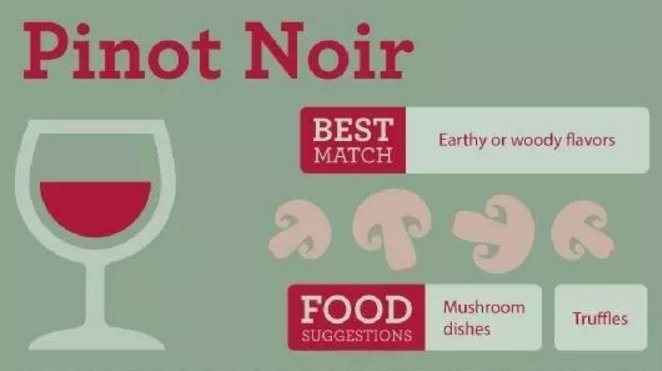 Pinot Noir
BEST
MATCH
Earthy or woody flavors
FOOD
SUGGESTIONS
Mushroom
dishes
Truffles